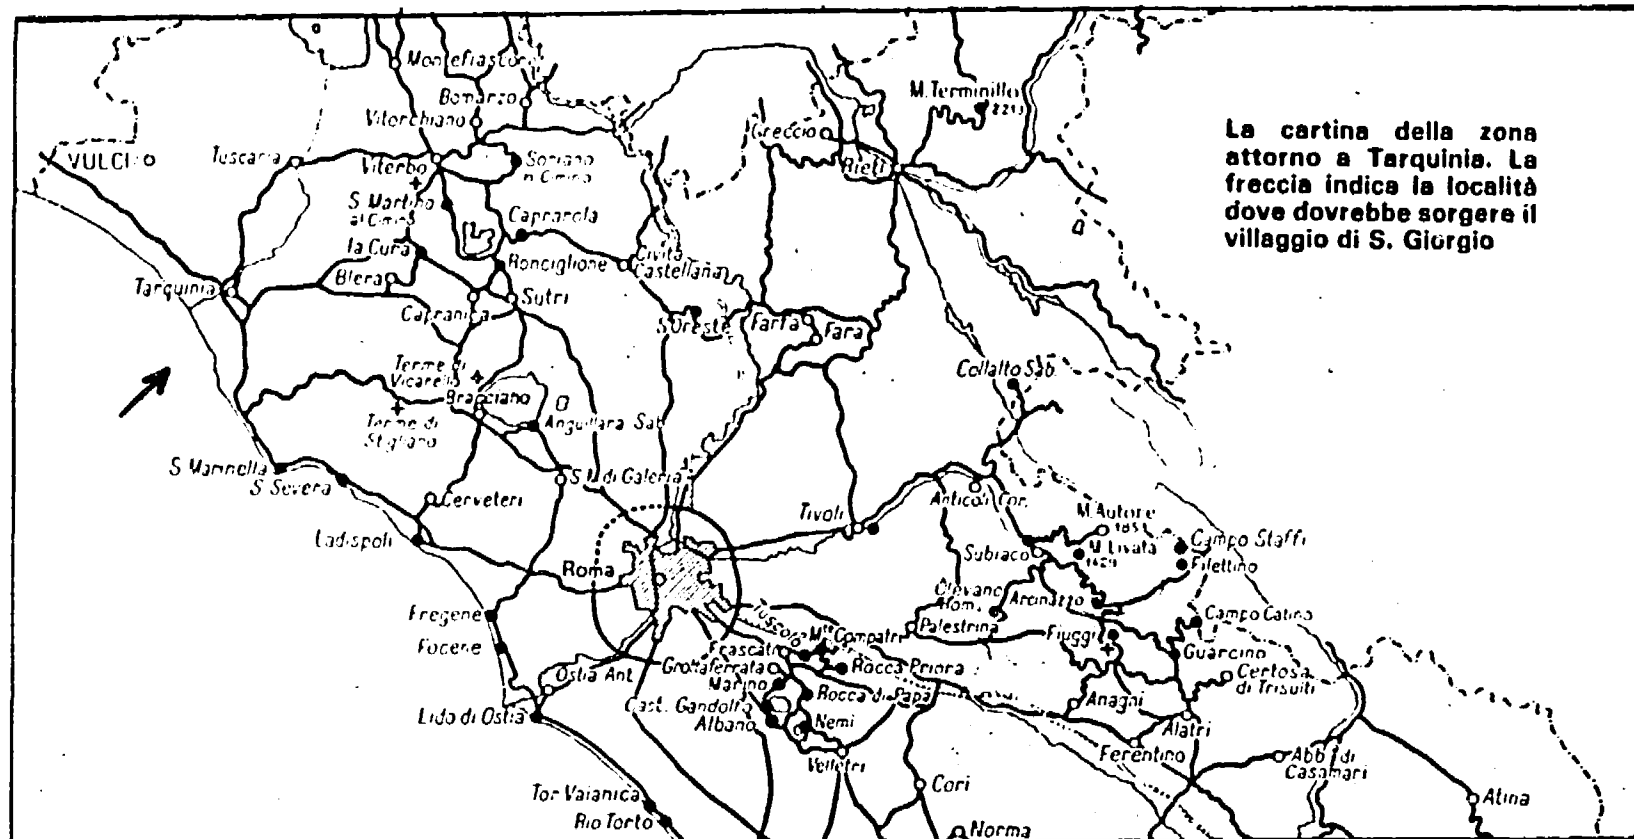 Montefiasco
Bomarzo
Vitorchiano
M. Terminillo
2213
Greccio
La cartina della zona
attorno a Tarquinia. La
freccia indica la località
dove dovrebbe sorgere il
villaggio di S. Giorgio
VULCI
Tuscania
Viterbo
Soriano
n Cimino
Rieti
S. Martino
al Cimino
Caprarola
la Cura
Ronciglione
Civita
Castellana
Tarquinia
Blera
Sutri
Capranica
S.Oreste
Farfa
Fara
Terme di
Vicarello
Collalto Sab.
Bracciano
Terme di
Stigliano
Anguillara Sab.
S. Marinella
S. Severa
S.M. di Galeria
Cerveteri
Anticoli Cor.
Tivoli
M. Autore
Ladispoli
Subiaco
M. Livata
Campo Staffi
Filettino
Roma
Olevano
Rom.
Arcinazzo
Fregene
Tuscora
Mte Compatri
Palestrina
Fiuggi
Campo Catino
Focene
Frascati
Grottaferrata
Rocca Priora
Guarcino
Ostia Ant.
Marino
Rocca di Papa
Anagni
Certosa
di Trisulti
Cast. Gandolfo
Albano
Nemi
Lido di Ostia
Alatri
Ferentino
Velletri
Abb. di
Casamari
Tor Vaianica
Rio Torto
Cori
Atina
Norma